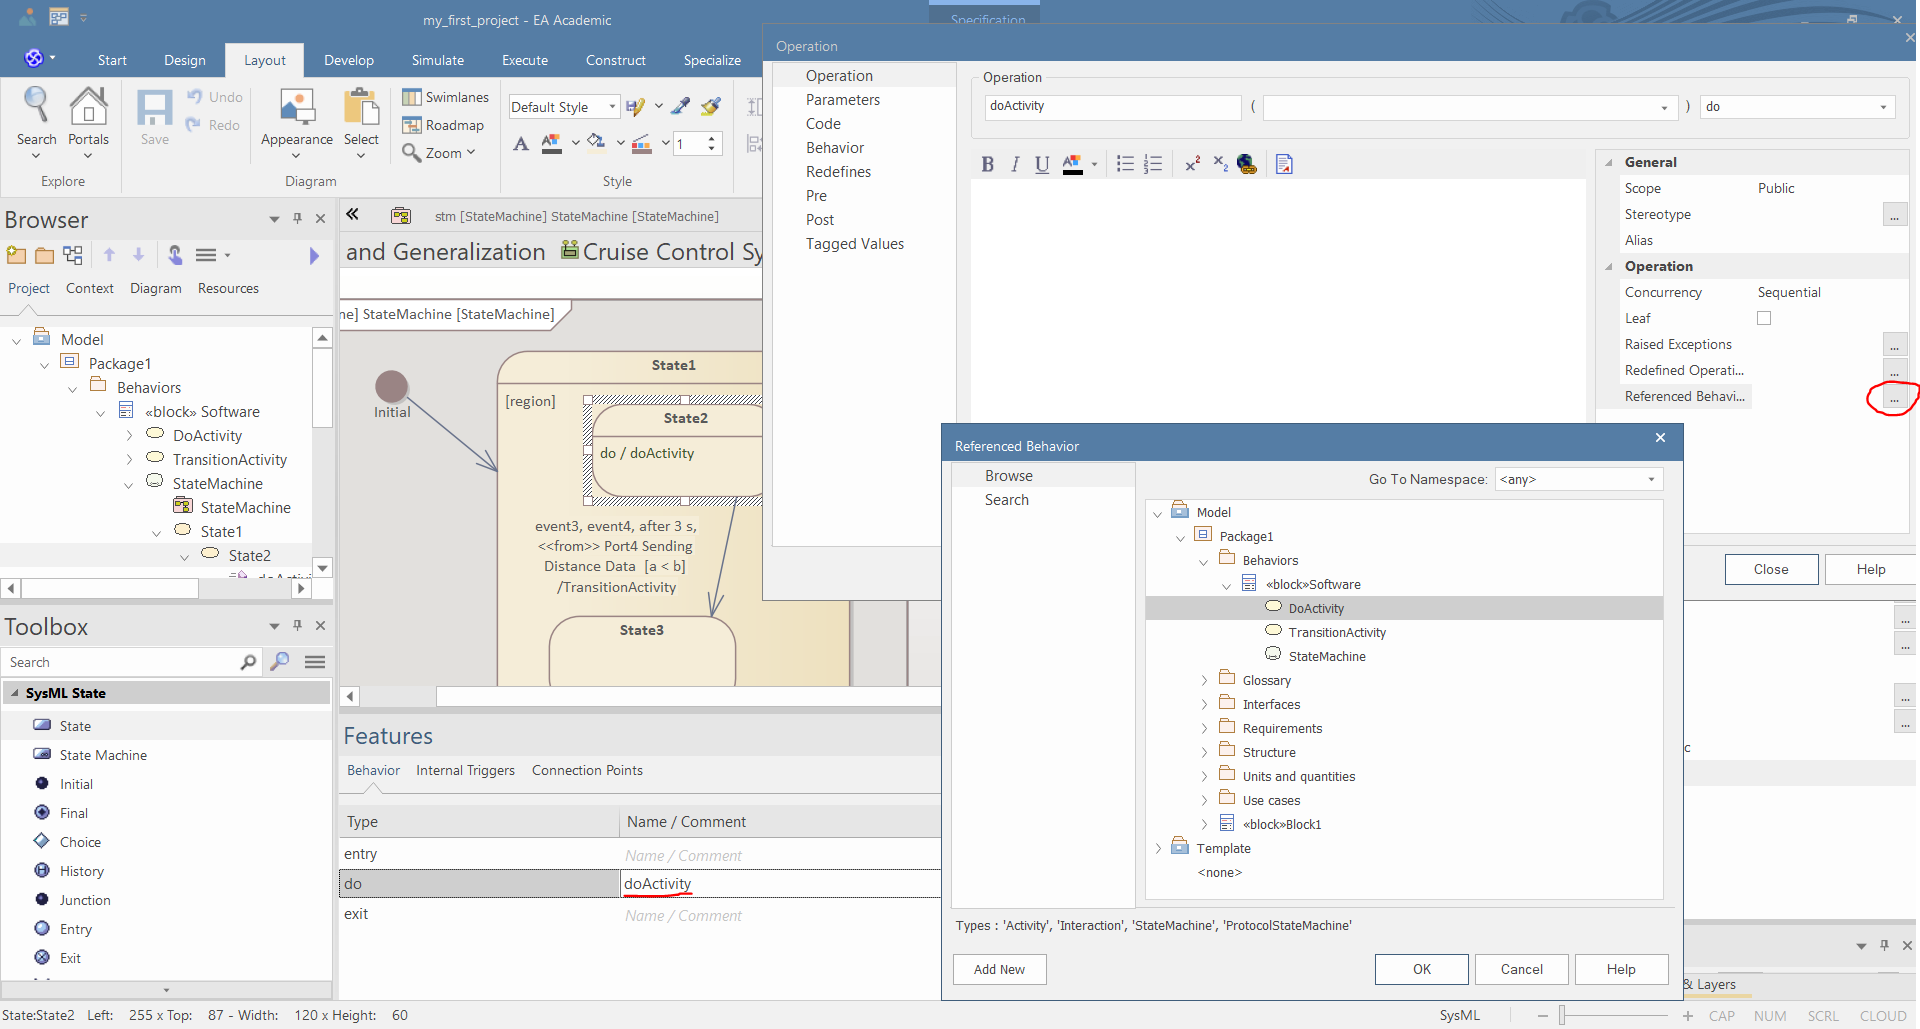 my_first_project - EA Academic
Specification
Start Design Layout Develop Simulate Execute Construct Specialize
Search
Portals
Explore
Save
Undo
Redo
Appearance
Select
Swimlanes
Roadmap
Zoom
Diagram
Default Style
1
Style
Browser
Project Context Diagram Resources
Model
Package1
Behaviors
«block» Software
DoActivity
TransitionActivity
StateMachine
StateMachine
State1
State2
Toolbox
Search
SysML State
State
State Machine
Initial
Final
Choice
History
Junction
Entry
Exit
stm [StateMachine] StateMachine [StateMachine]
and Generalization Cruise Control Sy
ne] StateMachine [StateMachine]
Initial
State1
[region]
State2
do / doActivity
event3, event4, after 3 s,
<<from>> Port4 Sending
Distance Data [a < b]
/TransitionActivity
State3
Features
Behavior Internal Triggers Connection Points
Type Name / Comment
entry Name / Comment
do doActivity
exit Name / Comment
Operation
Operation
Parameters
Code
Behavior
Redefines
Pre
Post
Tagged Values
Operation
doActivity ( ) do
B I U
General
Scope Public
Stereotype ...
Alias
Operation
Concurrency Sequential
Leaf
Raised Exceptions ...
Redefined Operati... ...
Referenced Behavi... ...
Close Help
Referenced Behavior
Browse
Search
Go To Namespace: <any>
Model
Package1
Behaviors
«block»Software
DoActivity
TransitionActivity
StateMachine
Glossary
Interfaces
Requirements
Structure
Units and quantities
Use cases
«block»Block1
Template
<none>
Types : 'Activity', 'Interaction', 'StateMachine', 'ProtocolStateMachine'
Add New OK Cancel Help
& Layers
State:State2 Left: 255 x Top: 87 - Width: 120 x Height: 60
SysML CAP NUM SCRL CLOUD